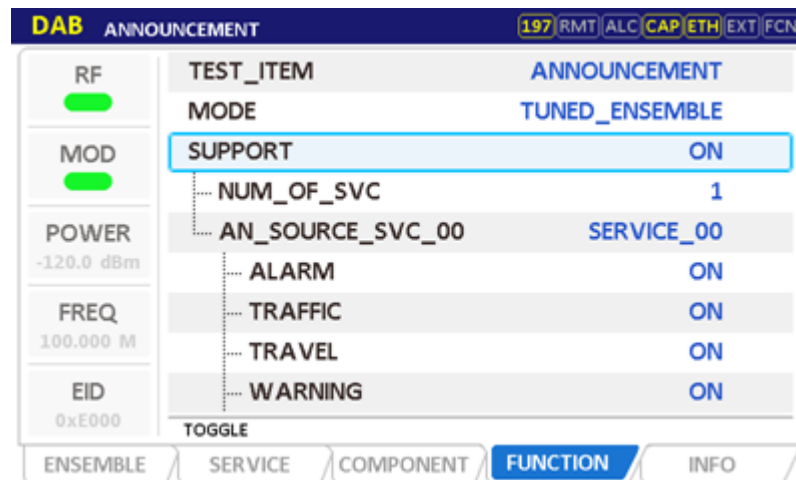 DAB ANNOUNCEMENT 197 RMT ALC CAP ETH EXT FCN
RF
MOD
POWER
-120.0 dBm
FREQ
100.000 M
EID
0xE000
TEST_ITEM ANNOUNCEMENT
MODE TUNED_ENSEMBLE
SUPPORT ON
NUM_OF_SVC 1
AN_SOURCE_SVC_00 SERVICE_00
ALARM ON
TRAFFIC ON
TRAVEL ON
WARNING ON
TOGGLE
ENSEMBLE SERVICE COMPONENT FUNCTION INFO